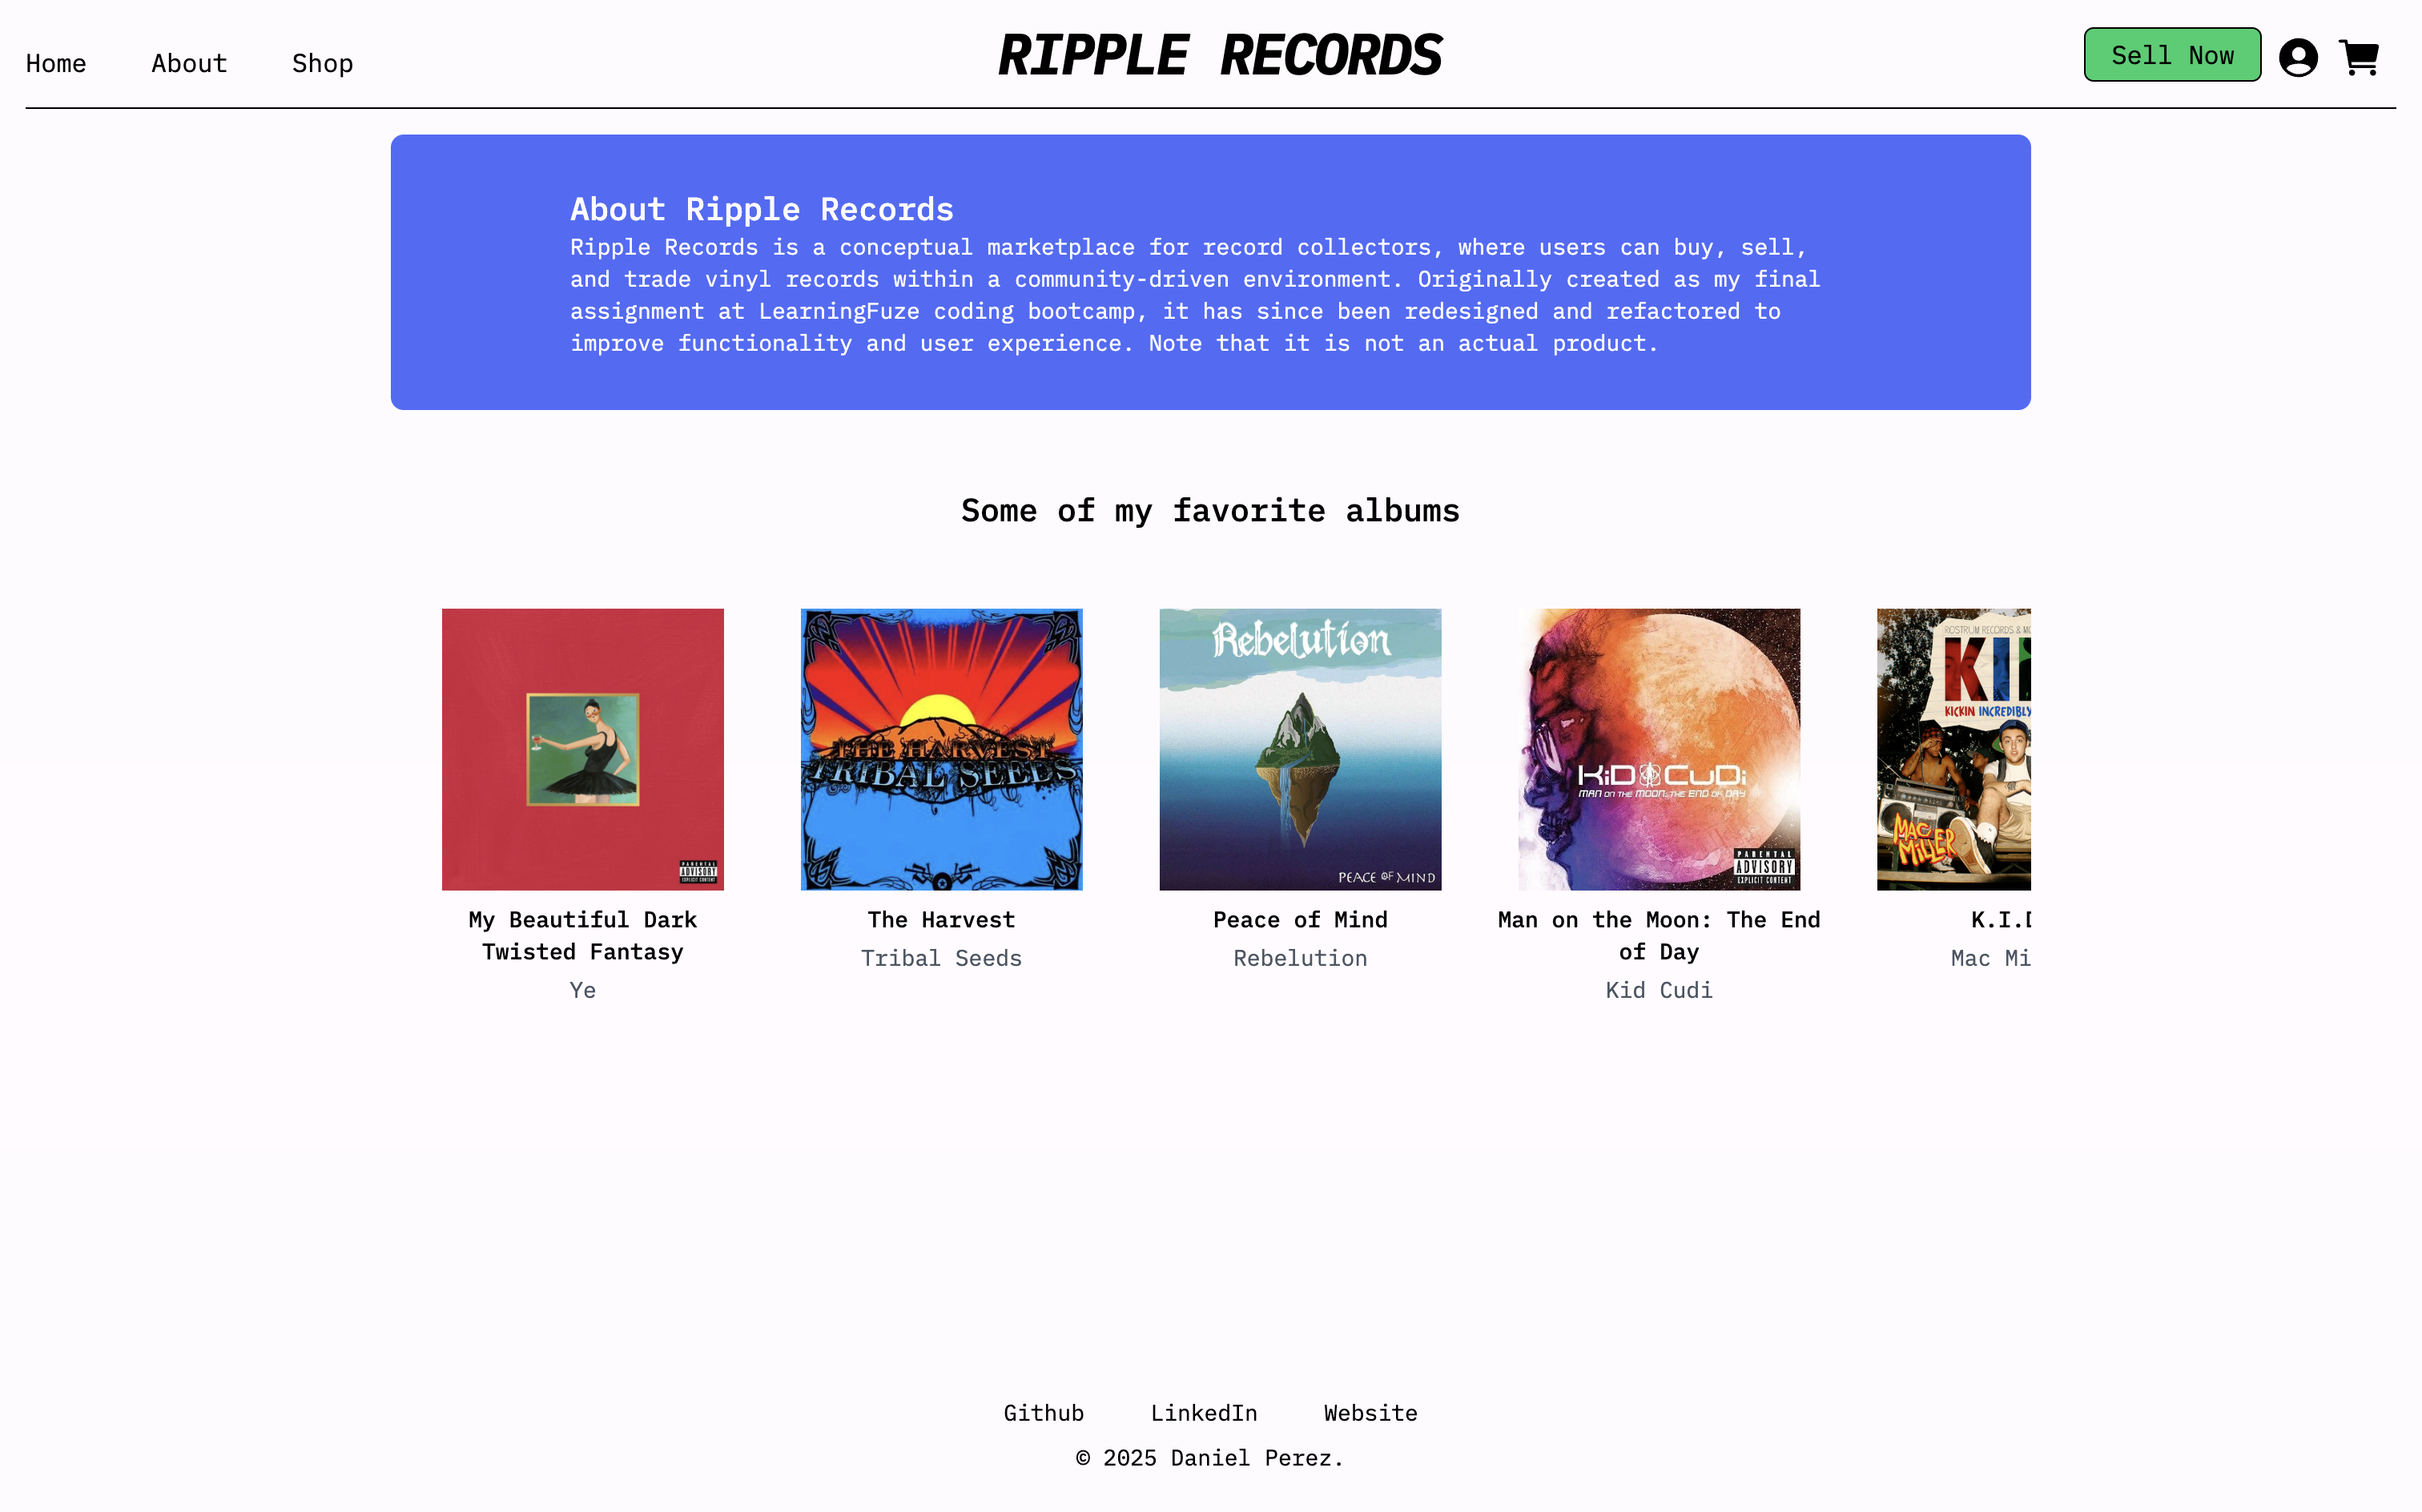 Home About Shop
RIPPLE RECORDS
Sell Now
About Ripple Records
Ripple Records is a conceptual marketplace for record collectors, where users can buy, sell,
and trade vinyl records within a community-driven environment. Originally created as my final
assignment at LearningFuze coding bootcamp, it has since been redesigned and refactored to
improve functionality and user experience. Note that it is not an actual product.
Some of my favorite albums
PARENTAL
ADVISORY
EXPLICIT CONTENT
My Beautiful Dark
Twisted Fantasy
Ye
THE HARVEST
TRIBAL SEEDS
The Harvest
Tribal Seeds
Rebelution
PEACE OF MIND
Peace of Mind
Rebelution
KiD CuDi
MAN ON THE MOON: THE END OF DAY
PARENTAL
ADVISORY
EXPLICIT CONTENT
Man on the Moon: The End
of Day
Kid Cudi
ROSTRUM RECORDS &
KI
KICKIN INCREDIBLY
MAC
MILLER
K.I.D
Mac Mi
Github LinkedIn Website
© 2025 Daniel Perez.